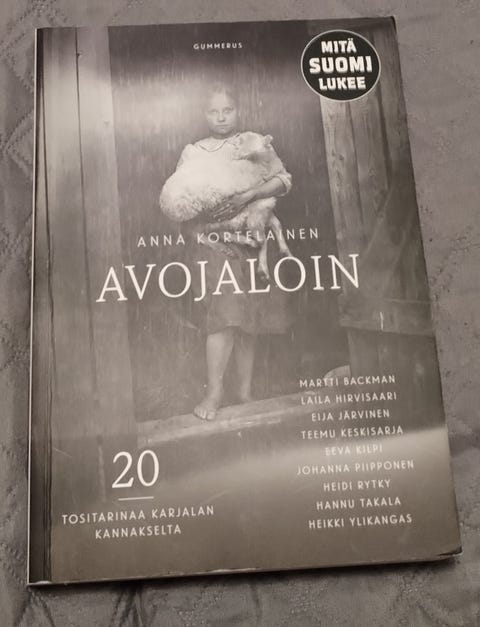 GUMMERUS
MITÄ
SUOMI
LUKEE
ANNA KORTELAINEN
AVOJALOIN
MARTTI BACKMAN
LAILA HIRVISAARI
EIJA JÄRVINEN
TEEMU KESKISARJA
EEVA KILPI
JOHANNA PIIPPONEN
HEIDI RYTKY
HANNU TAKALA
HEIKKI YLIKANGAS
20
TOSITARINAA KARJALAN
KANNAKSELTA